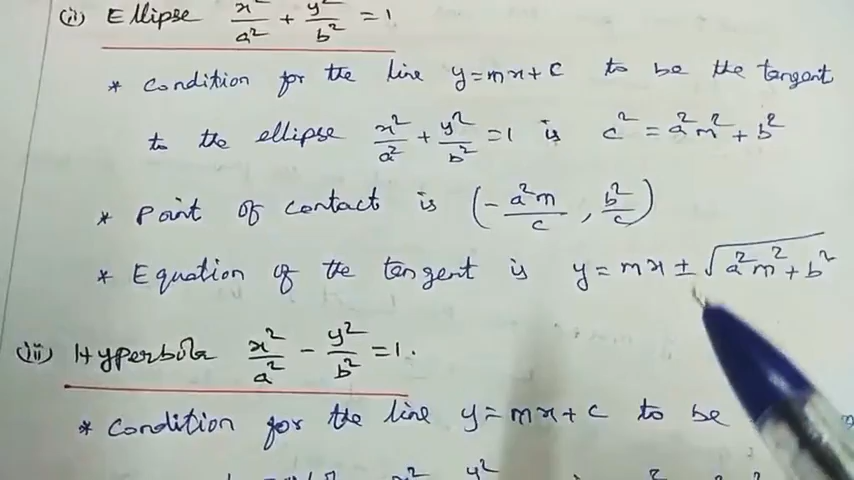 (ii) Ellipse x²/a² + y²/b² = 1
* Condition for the line y = mx + c to be the tangent
to the ellipse x²/a² + y²/b² = 1 is c² = a²m² + b²
* Point of contact is (-a²m/c, b²/c)
* Equation of the tangent is y = mx ± √(a²m² + b²)
(iii) Hyperbola x²/a² - y²/b² = 1.
* Condition for the line y = mx + c to be